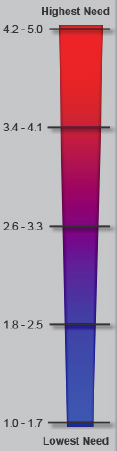 Highest Need
4.2 - 5.0
3.4 - 4.1
2.6 - 3.3
1.8 - 2.5
1.0 - 1.7
Lowest Need